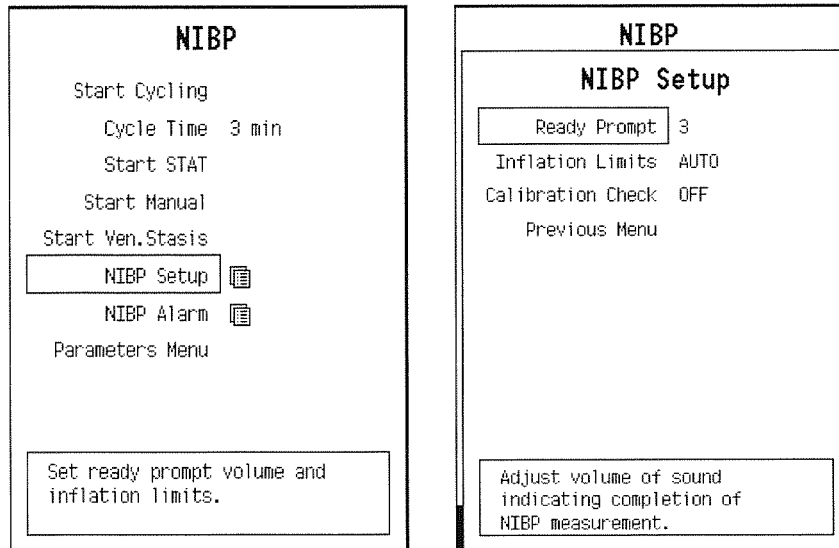 NIBP
Start Cycling
Cycle Time 3 min
Start STAT
Start Manual
Start Ven.Stasis
NIBP Setup
NIBP Alarm
Parameters Menu
Set ready prompt volume and
inflation limits.
NIBP
NIBP Setup
Ready Prompt 3
Inflation Limits AUTO
Calibration Check OFF
Previous Menu
Adjust volume of sound
indicating completion of
NIBP measurement.